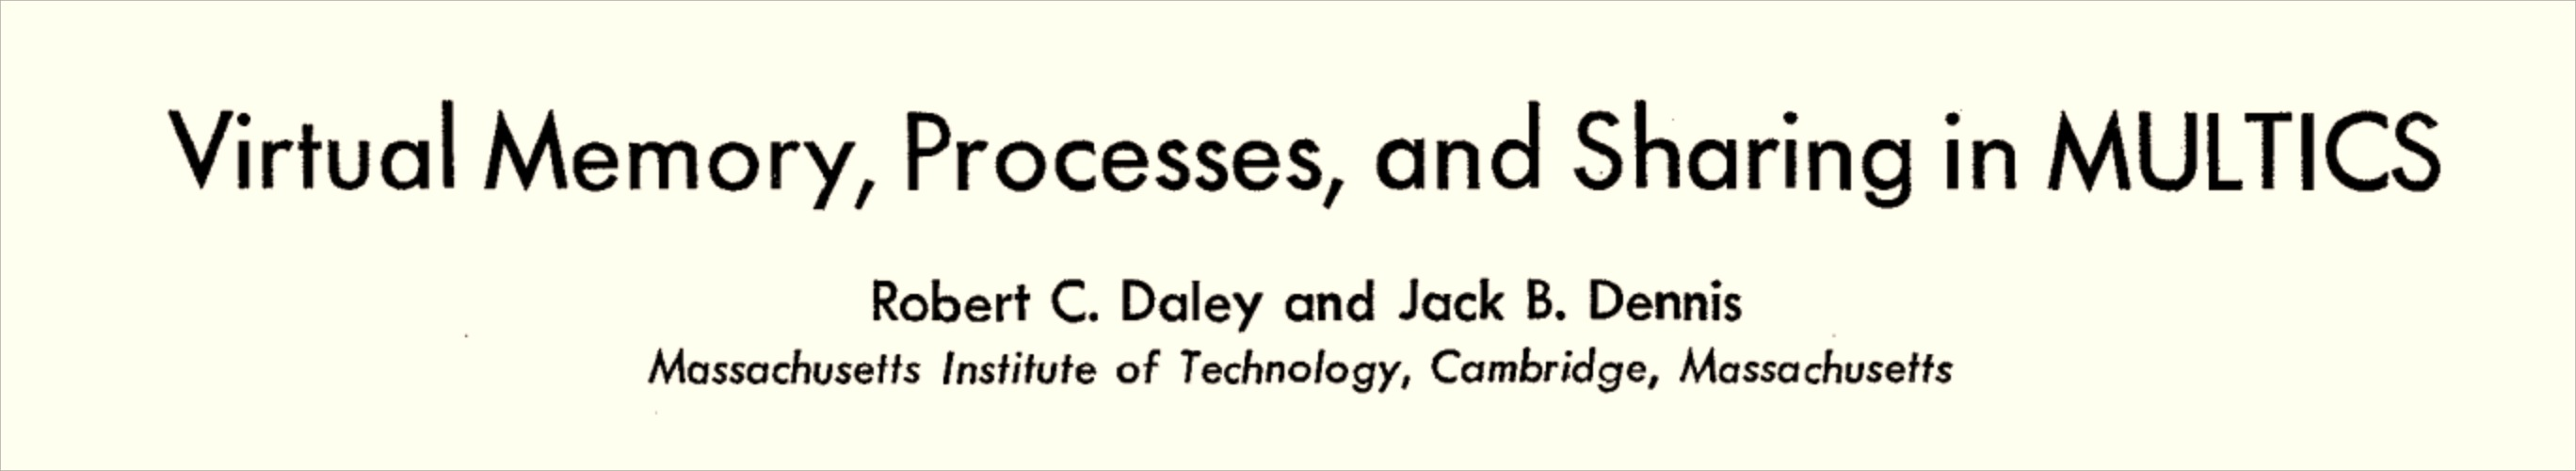 Virtual Memory, Processes, and Sharing in MULTICS
Robert C. Daley and Jack B. Dennis
Massachusetts Institute of Technology, Cambridge, Massachusetts